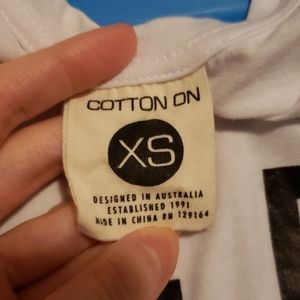 COTTON ON
XS
DESIGNED IN AUSTRALIA
ESTABLISHED 1991
MADE IN CHINA RN 129164